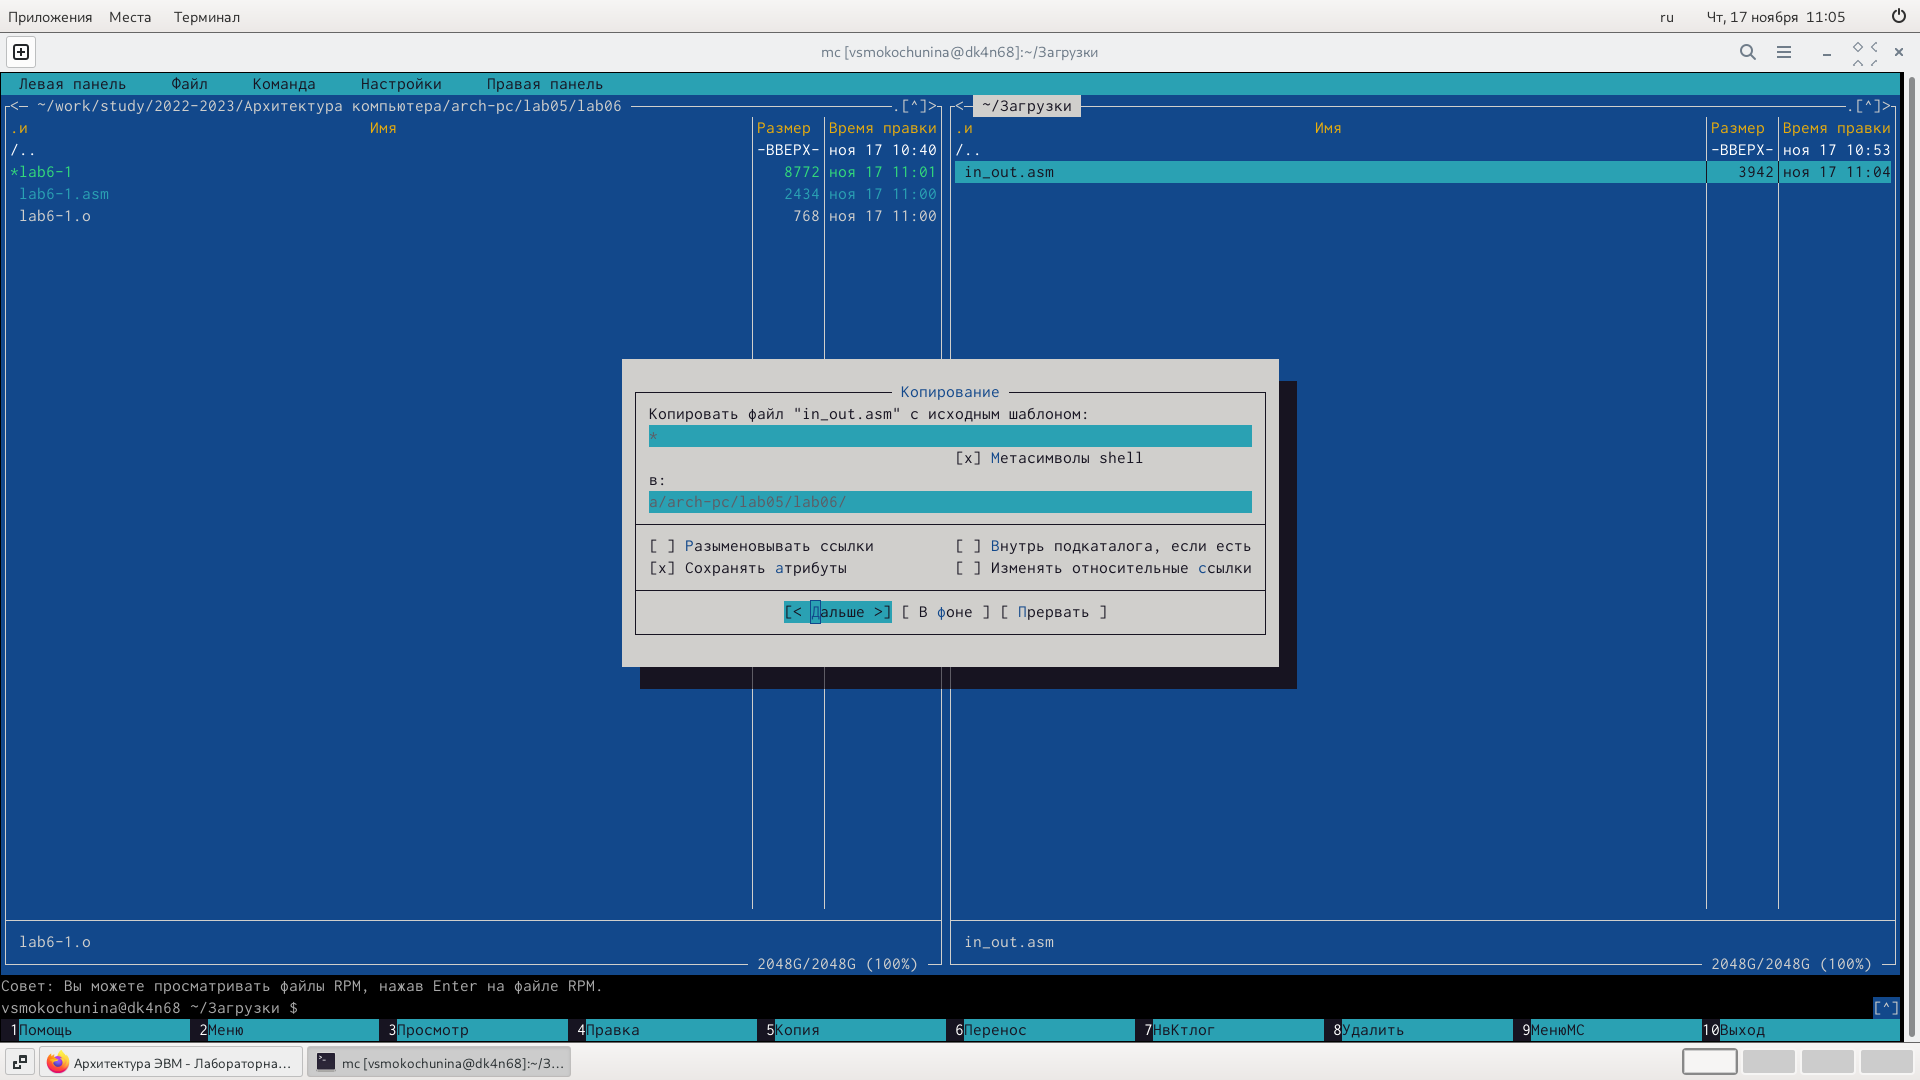 Приложения Места Терминал ru Чт, 17 ноября 11:05
mc [vsmokochunina@dk4n68]:~/Загрузки
Левая панель Файл Команда Настройки Правая панель
<─ ~/work/study/2022-2023/Архитектура компьютера/arch-pc/lab05/lab06 ─.[^]>
.и Имя Размер Время правки
/.. -ВВЕРХ- ноя 17 10:40
*lab6-1 8772 ноя 17 11:01
lab6-1.asm 2434 ноя 17 11:00
lab6-1.o 768 ноя 17 11:00
lab6-1.o
2048G/2048G (100%)
<─ ~/Загрузки ─.[^]>
.и Имя Размер Время правки
/.. -ВВЕРХ- ноя 17 10:53
in_out.asm 3942 ноя 17 11:04
in_out.asm
2048G/2048G (100%)
Копирование
Копировать файл "in_out.asm" с исходным шаблоном:
*
[x] Метасимволы shell
в:
а/arch-pc/lab05/lab06/
[ ] Разыменовывать ссылки [ ] Внутрь подкаталога, если есть
[x] Сохранять атрибуты [ ] Изменять относительные ссылки
[< Дальше >] [ В фоне ] [ Прервать ]
Совет: Вы можете просматривать файлы RPM, нажав Enter на файле RPM.
vsmokochunina@dk4n68 ~/Загрузки $ [^]
1Помощь 2Меню 3Просмотр 4Правка 5Копия 6Перенос 7НвКтлог 8Удалить 9МенюМС 10Выход
Архитектура ЭВМ - Лабораторна… mc [vsmokochunina@dk4n68]:~/З…